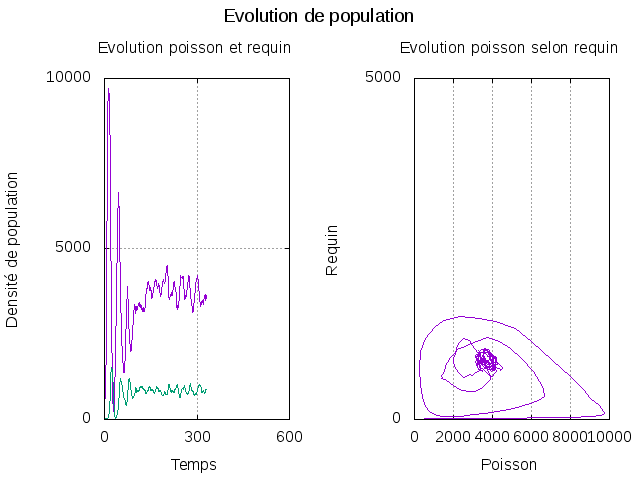 Evolution de population
Evolution poisson et requin
Evolution poisson selon requin
10000
5000
0
0
300
600
Densité de population
Temps
5000
0
0
2000
4000
6000
8000
10000
Requin
Poisson